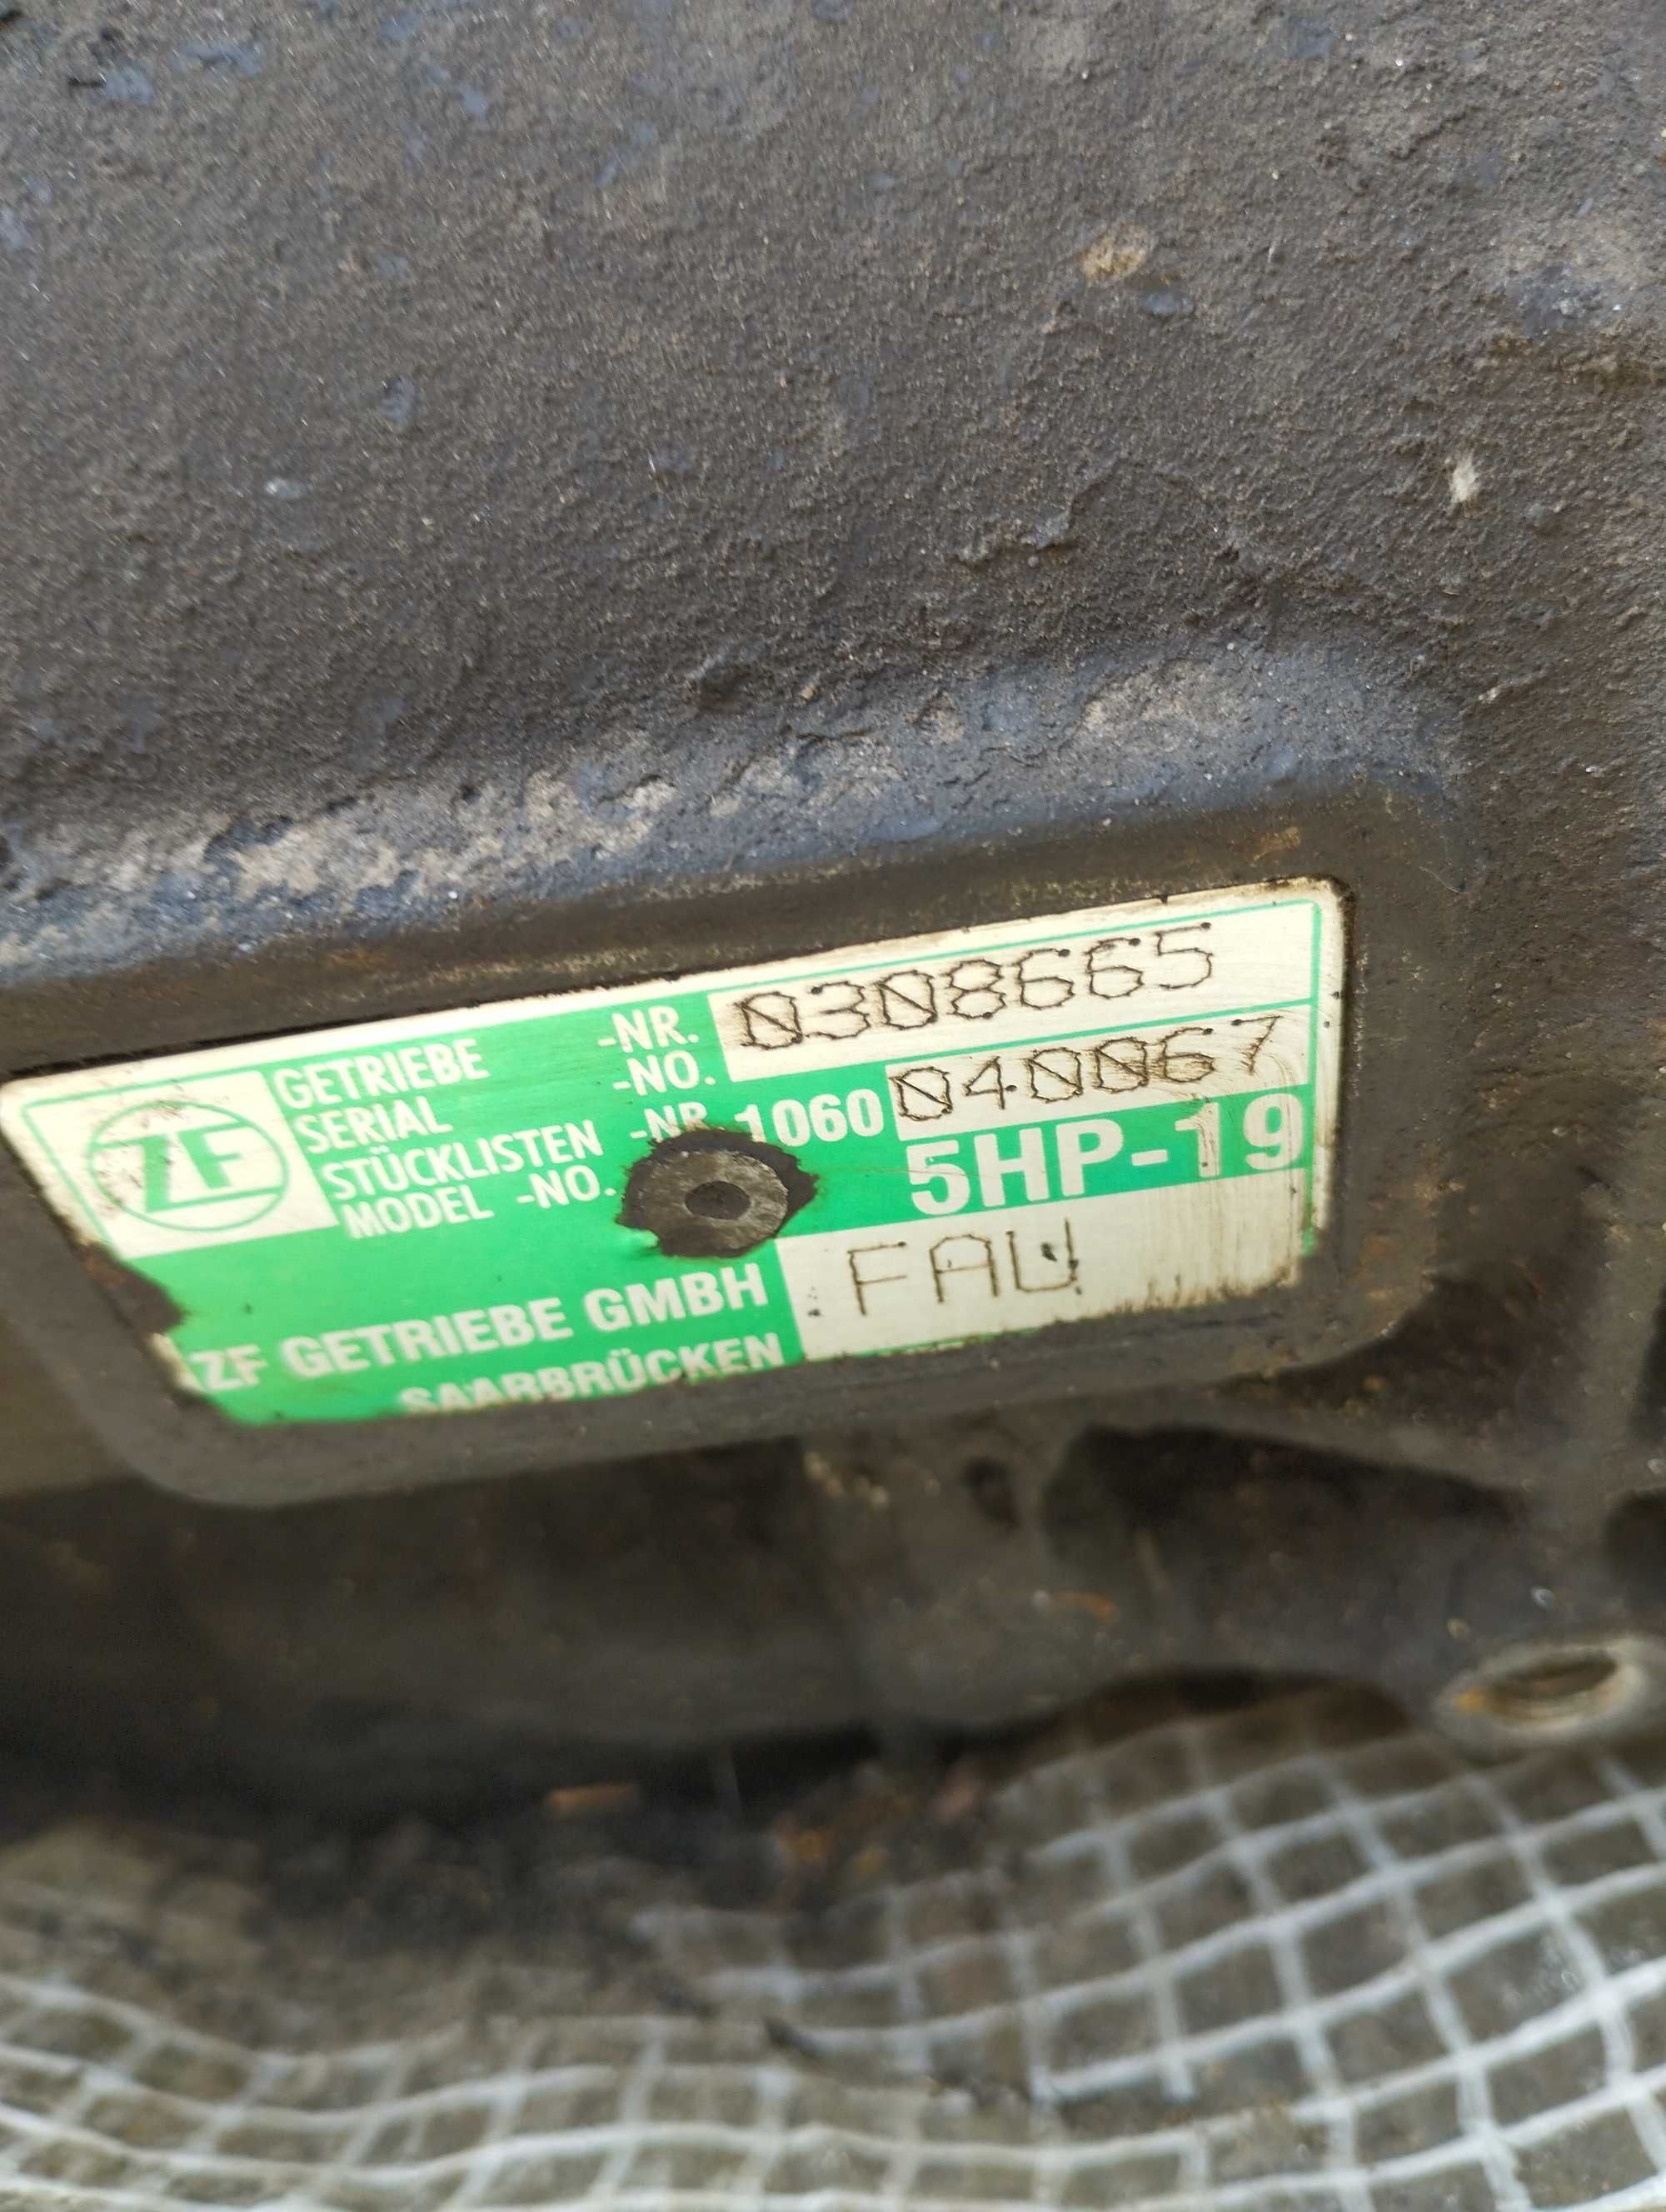 ZF
GETRIEBE -NR. 0308665
SERIAL -NO.
STÜCKLISTEN -NR. 1060 040067
MODEL -NO. 5HP-19
ZF GETRIEBE GMBH FAU
SAARBRÜCKEN